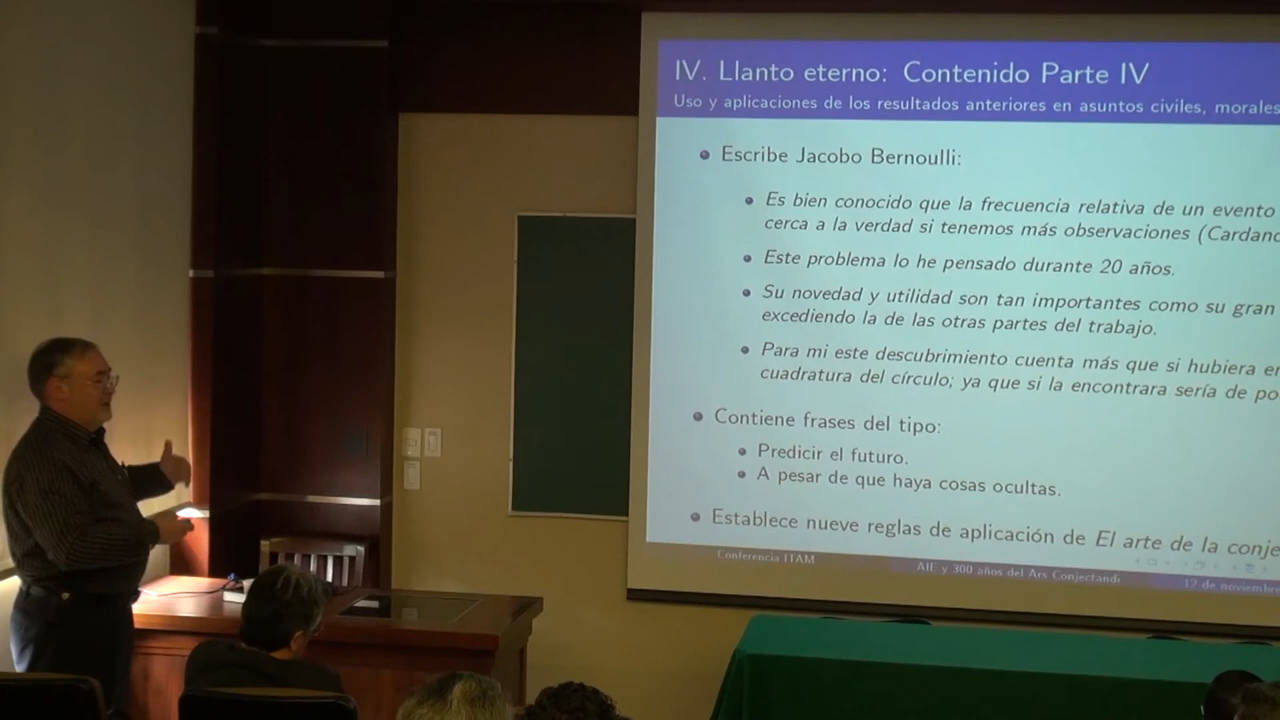 IV. Llanto eterno: Contenido Parte IV
Uso y aplicaciones de los resultados anteriores en asuntos civiles, morales
Escribe Jacobo Bernoulli:
Es bien conocido que la frecuencia relativa de un evento
cerca a la verdad si tenemos más observaciones (Cardano
Este problema lo he pensado durante 20 años.
Su novedad y utilidad son tan importantes como su gran
excediendo la de las otras partes del trabajo.
Para mi este descubrimiento cuenta más que si hubiera en
cuadratura del círculo; ya que si la encontrara sería de po
Contiene frases del tipo:
Predicir el futuro.
A pesar de que haya cosas ocultas.
Establece nueve reglas de aplicación de El arte de la conje
Conferencia ITAM
AIE y 300 años del Ars Conjectandi
12 de noviembre